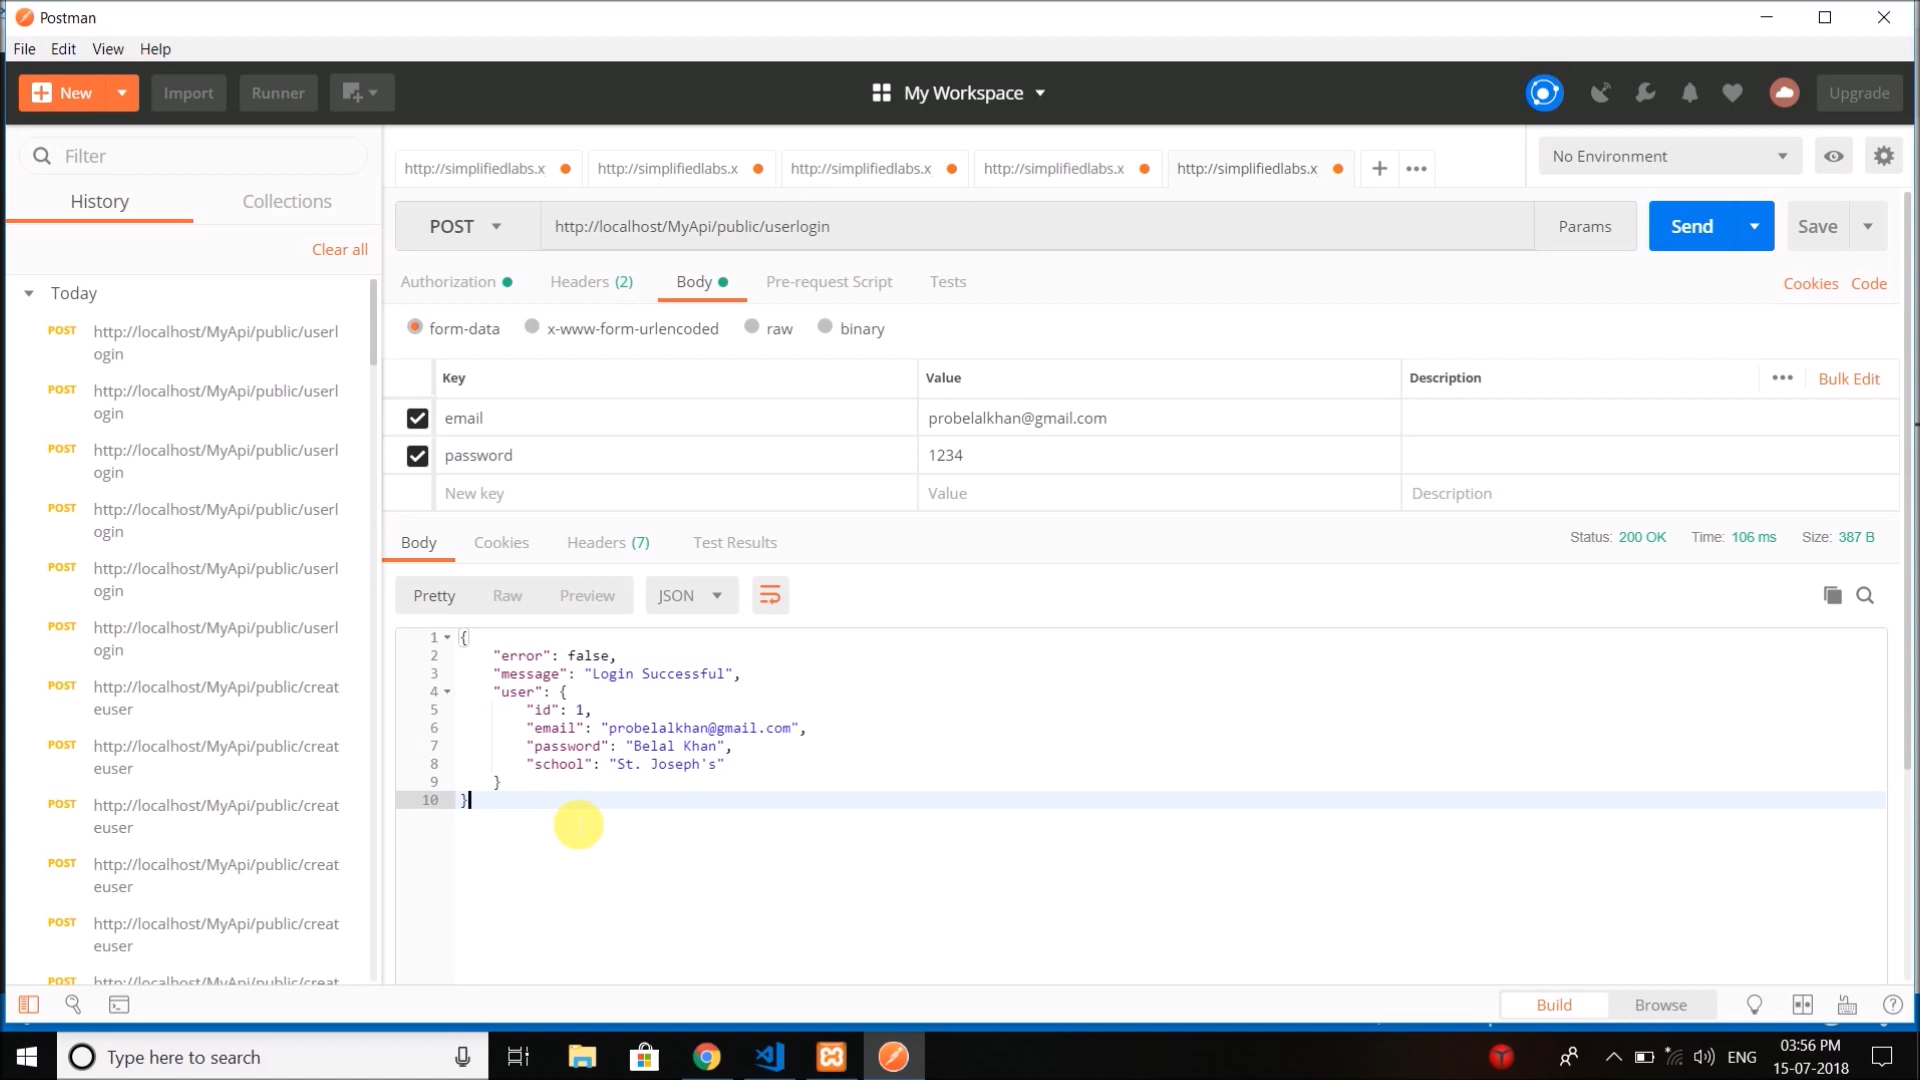 Postman
File Edit View Help
New Import Runner My Workspace Upgrade
Filter
History Collections
Clear all
Today
POST http://localhost/MyApi/public/userl
ogin
POST http://localhost/MyApi/public/userl
ogin
POST http://localhost/MyApi/public/userl
ogin
POST http://localhost/MyApi/public/userl
ogin
POST http://localhost/MyApi/public/userl
ogin
POST http://localhost/MyApi/public/userl
ogin
POST http://localhost/MyApi/public/creat
euser
POST http://localhost/MyApi/public/creat
euser
POST http://localhost/MyApi/public/creat
euser
POST http://localhost/MyApi/public/creat
euser
POST http://localhost/MyApi/public/creat
euser
POST http://localhost/MyApi/public/creat
http://simplifiedlabs.x http://simplifiedlabs.x http://simplifiedlabs.x http://simplifiedlabs.x http://simplifiedlabs.x
No Environment
POST http://localhost/MyApi/public/userlogin Params Send Save
Authorization Headers (2) Body Pre-request Script Tests Cookies Code
form-data x-www-form-urlencoded raw binary
Key Value Description Bulk Edit
email probelalkhan@gmail.com
password 1234
New key Value Description
Body Cookies Headers (7) Test Results Status: 200 OK Time: 106 ms Size: 387 B
Pretty Raw Preview JSON
1 {
2 "error": false,
3 "message": "Login Successful",
4 "user": {
5 "id": 1,
6 "email": "probelalkhan@gmail.com",
7 "password": "Belal Khan",
8 "school": "St. Joseph's"
9 }
10 }
Build Browse
Type here to search
ENG
03:56 PM
15-07-2018